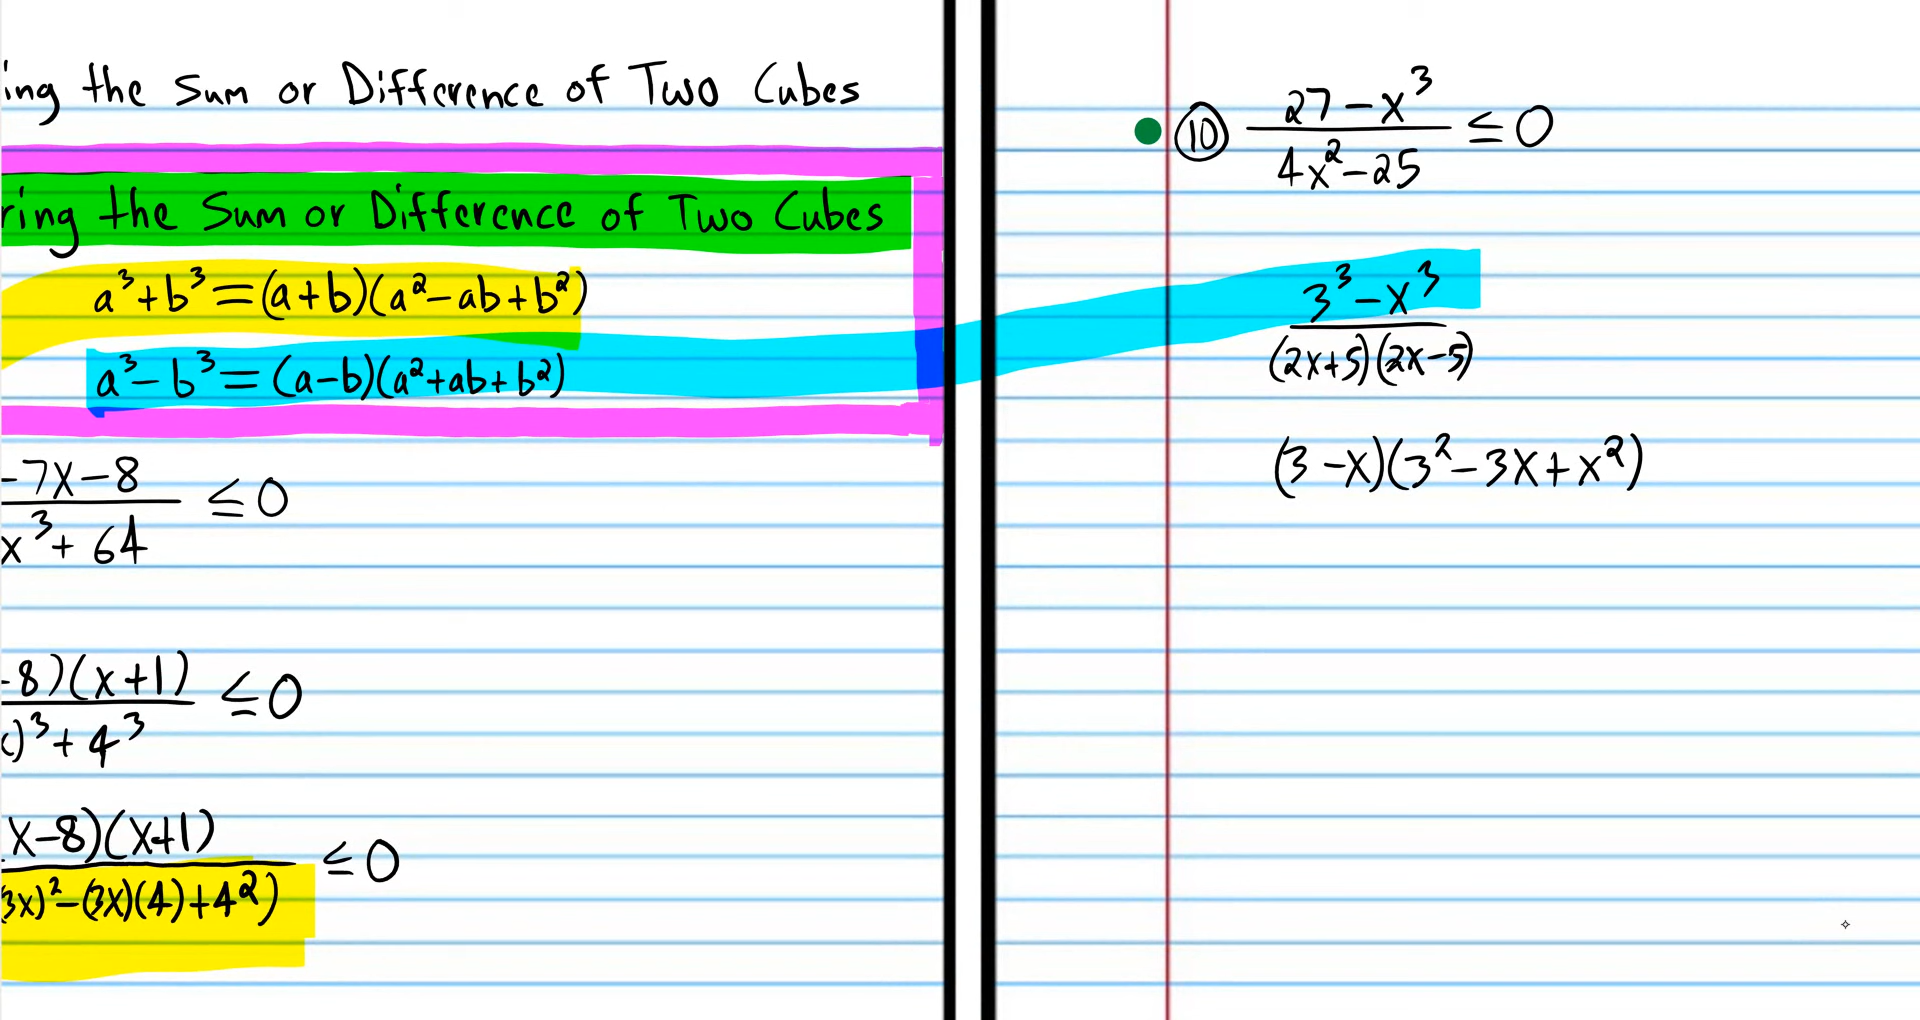 ing the Sum or Difference of Two Cubes
ring the Sum or Difference of Two Cubes
a³+b³=(a+b)(a²-ab+b²)
a³-b³=(a-b)(a²+ab+b²)
-7x-8
x³+64
≤0
-8)(x+1)
)³+4³
≤0
x-8)(x+1)
3x)²-(3x)(4)+4²)
≤0
10
27-x³
4x²-25
≤0
3³-x³
(2x+5)(2x-5)
(3-x)(3²-3x+x²)